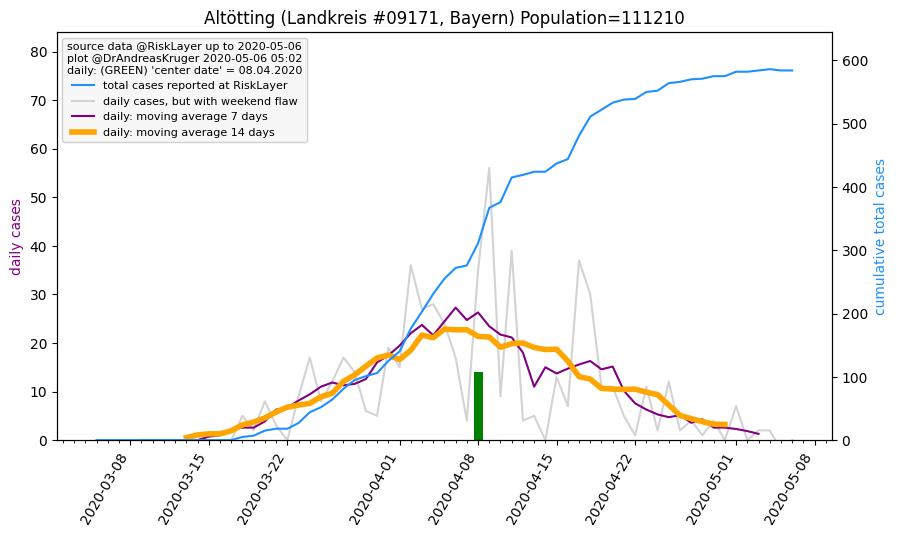 Altötting (Landkreis #09171, Bayern) Population=111210
source data @RiskLayer up to 2020-05-06
plot @DrAndreasKruger 2020-05-06 05:02
daily: (GREEN) 'center date' = 08.04.2020
total cases reported at RiskLayer
daily cases, but with weekend flaw
daily: moving average 7 days
daily: moving average 14 days
daily cases
80
70
60
50
40
30
20
10
0
cumulative total cases
600
500
400
300
200
100
0
2020-03-08
2020-03-15
2020-03-22
2020-04-01
2020-04-08
2020-04-15
2020-04-22
2020-05-01
2020-05-08